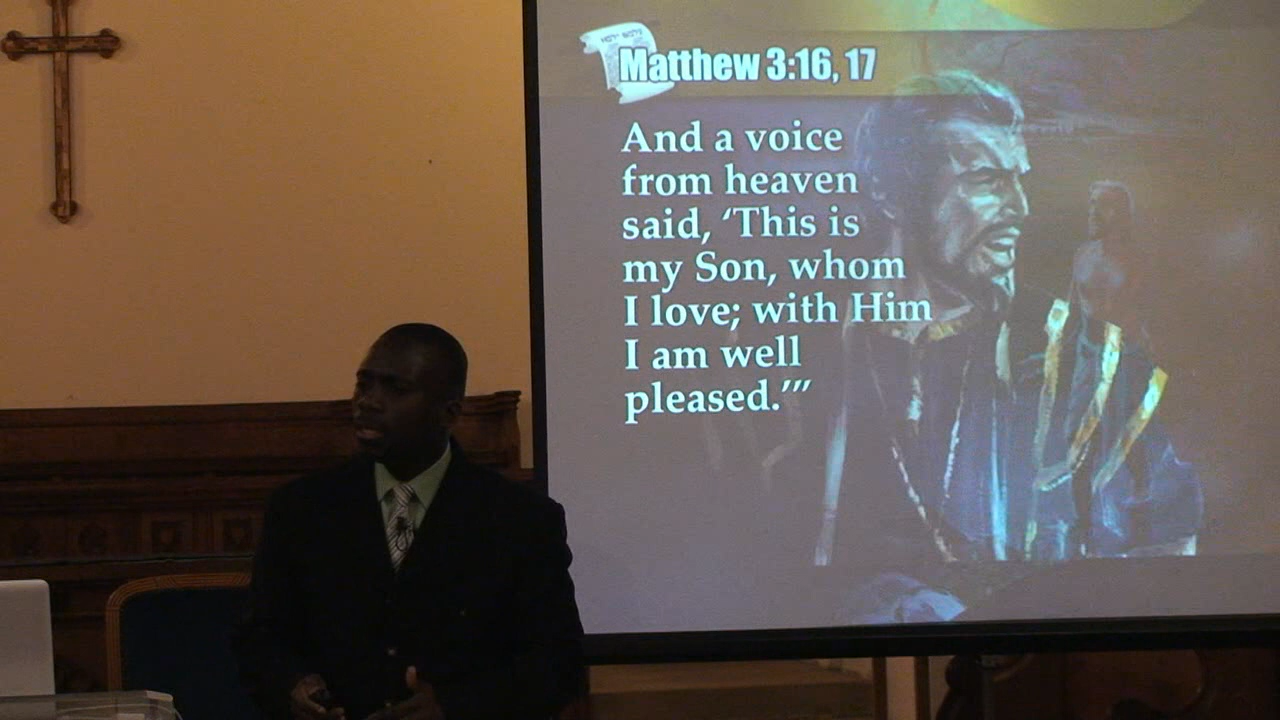 Matthew 3:16, 17
And a voice
from heaven
said, ‘This is
my Son, whom
I love; with Him
I am well
pleased.’”